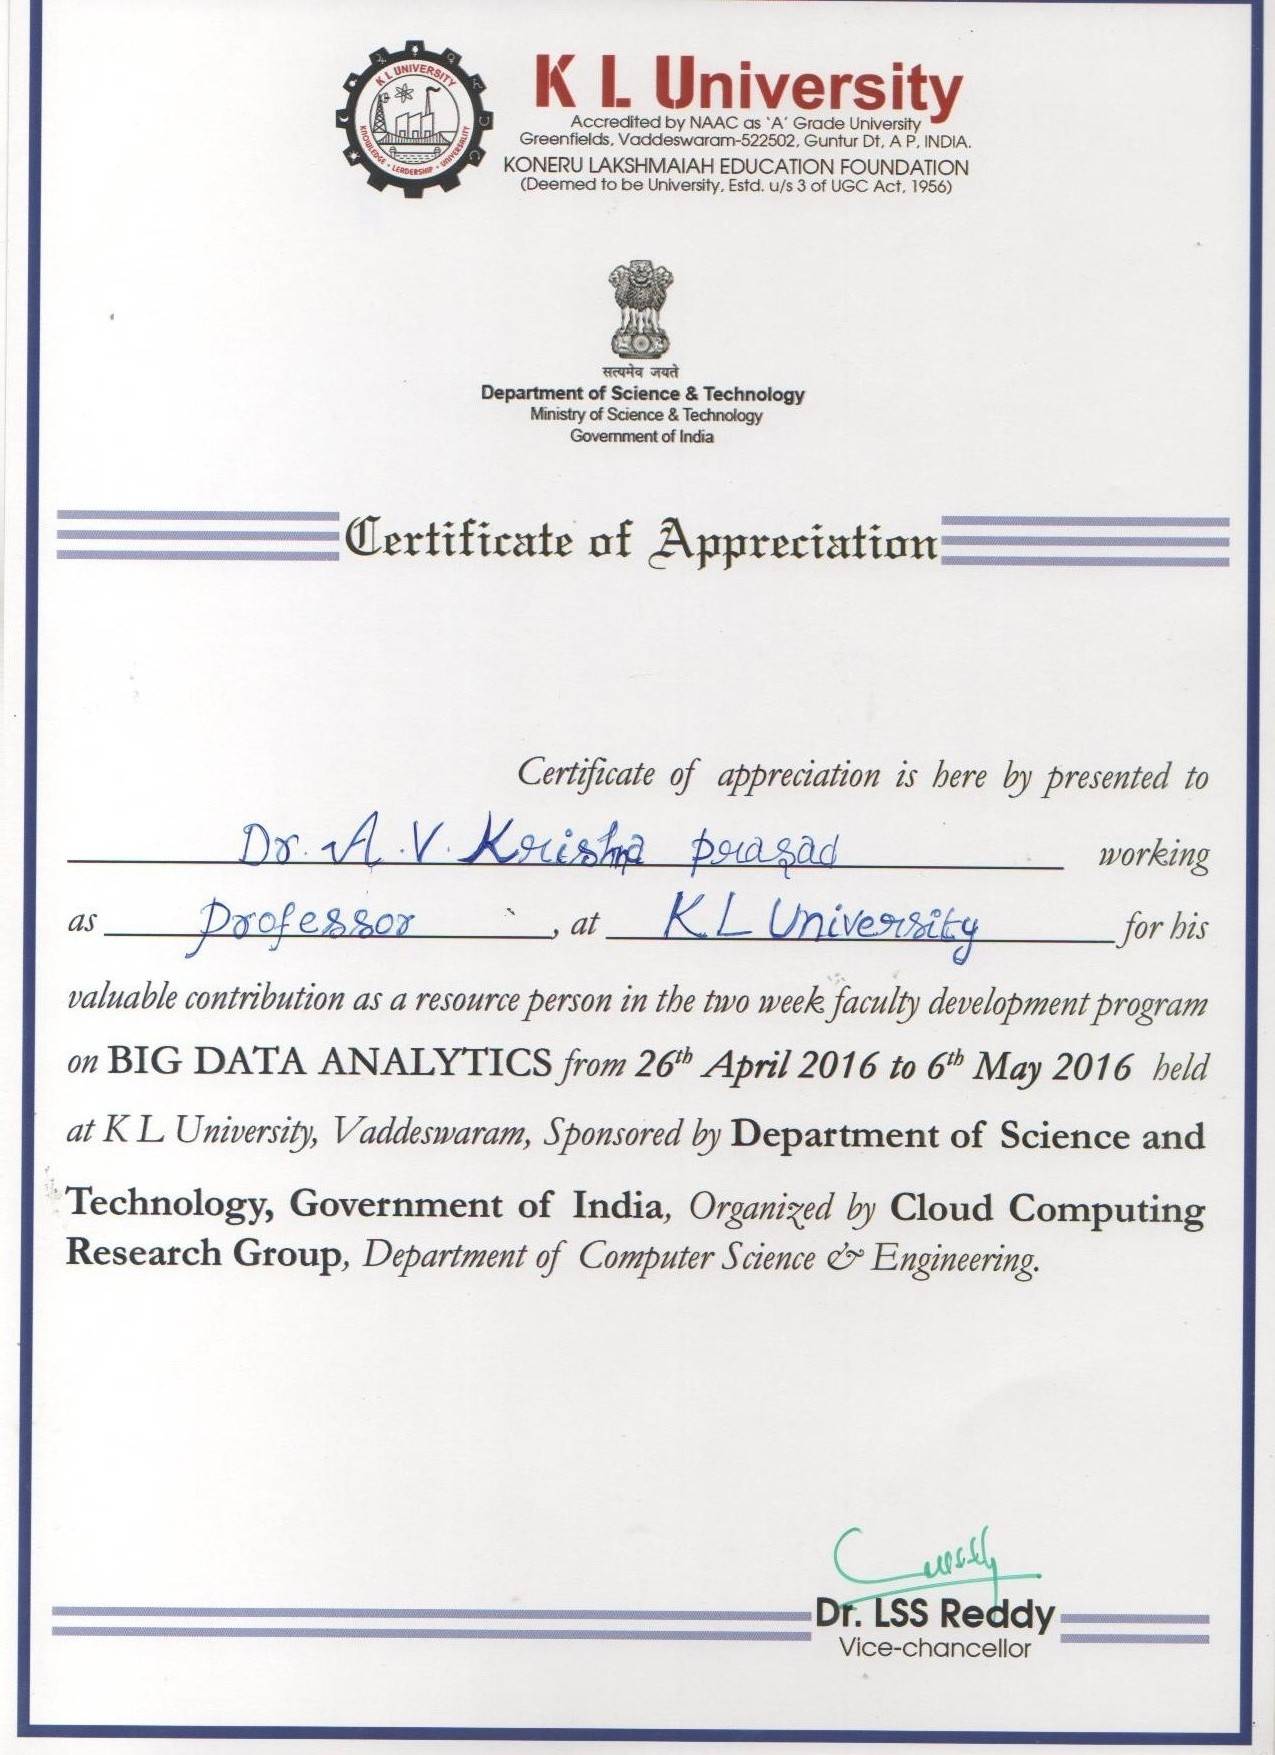 K L UNIVERSITY
KNOWLEDGE · LEADERSHIP · UNIVERSALITY
K L University
Accredited by NAAC as 'A' Grade University
Greenfields, Vaddeswaram-522502, Guntur Dt, A P, INDIA.
KONERU LAKSHMAIAH EDUCATION FOUNDATION
(Deemed to be University, Estd. u/s 3 of UGC Act, 1956)
सत्यमेव जयते
Department of Science & Technology
Ministry of Science & Technology
Government of India
Certificate of Appreciation
Certificate of appreciation is here by presented to
Dr. A.V. Krishna prasad working
as professor, at K L University for his
valuable contribution as a resource person in the two week faculty development program
on BIG DATA ANALYTICS from 26th April 2016 to 6th May 2016 held
at K L University, Vaddeswaram, Sponsored by Department of Science and
Technology, Government of India, Organized by Cloud Computing
Research Group, Department of Computer Science & Engineering.
Dr. LSS Reddy
Vice-chancellor